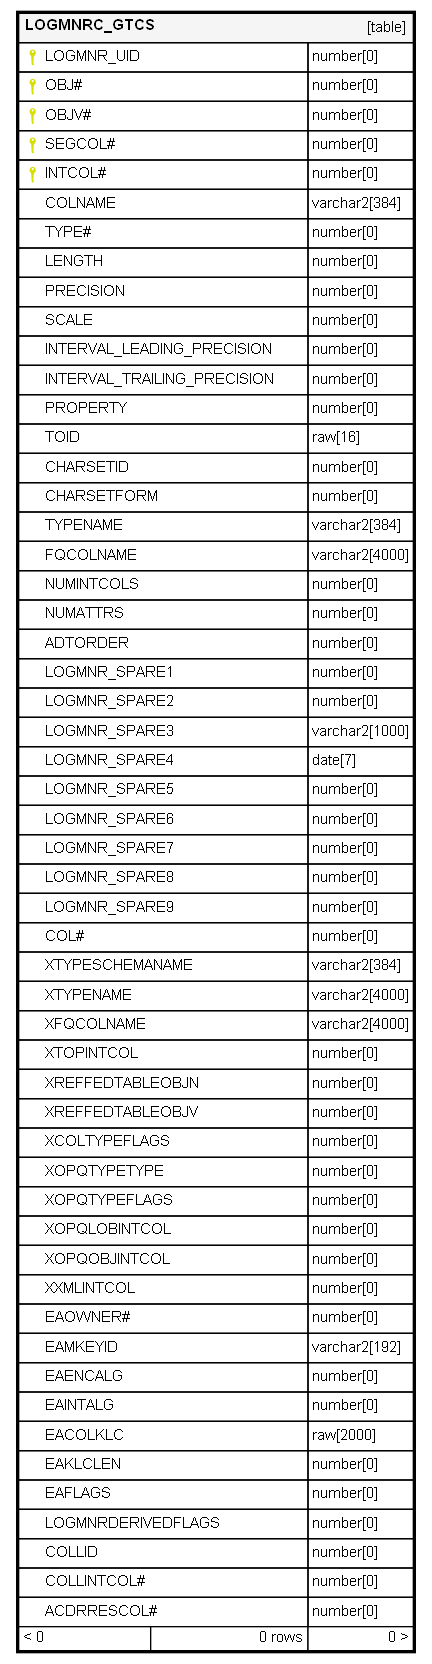 LOGMNRC_GTCS [table]
LOGMNR_UID number[0]
OBJ# number[0]
OBJV# number[0]
SEGCOL# number[0]
INTCOL# number[0]
COLNAME varchar2[384]
TYPE# number[0]
LENGTH number[0]
PRECISION number[0]
SCALE number[0]
INTERVAL_LEADING_PRECISION number[0]
INTERVAL_TRAILING_PRECISION number[0]
PROPERTY number[0]
TOID raw[16]
CHARSETID number[0]
CHARSETFORM number[0]
TYPENAME varchar2[384]
FQCOLNAME varchar2[4000]
NUMINTCOLS number[0]
NUMATTRS number[0]
ADTORDER number[0]
LOGMNR_SPARE1 number[0]
LOGMNR_SPARE2 number[0]
LOGMNR_SPARE3 varchar2[1000]
LOGMNR_SPARE4 date[7]
LOGMNR_SPARE5 number[0]
LOGMNR_SPARE6 number[0]
LOGMNR_SPARE7 number[0]
LOGMNR_SPARE8 number[0]
LOGMNR_SPARE9 number[0]
COL# number[0]
XTYPESCHEMANAME varchar2[384]
XTYPENAME varchar2[4000]
XFQCOLNAME varchar2[4000]
XTOPINTCOL number[0]
XREFFEDTABLEOBJN number[0]
XREFFEDTABLEOBJV number[0]
XCOLTYPEFLAGS number[0]
XOPQTYPETYPE number[0]
XOPQTYPEFLAGS number[0]
XOPQLOBINTCOL number[0]
XOPQOBJINTCOL number[0]
XXMLINTCOL number[0]
EAOWNER# number[0]
EAMKEYID varchar2[192]
EAENCALG number[0]
EAINTALG number[0]
EACOLKLC raw[2000]
EAKLCLEN number[0]
EAFLAGS number[0]
LOGMNRDERIVEDFLAGS number[0]
COLLID number[0]
COLLINTCOL# number[0]
ACDRRESCOL# number[0]
< 0 0 rows 0 >